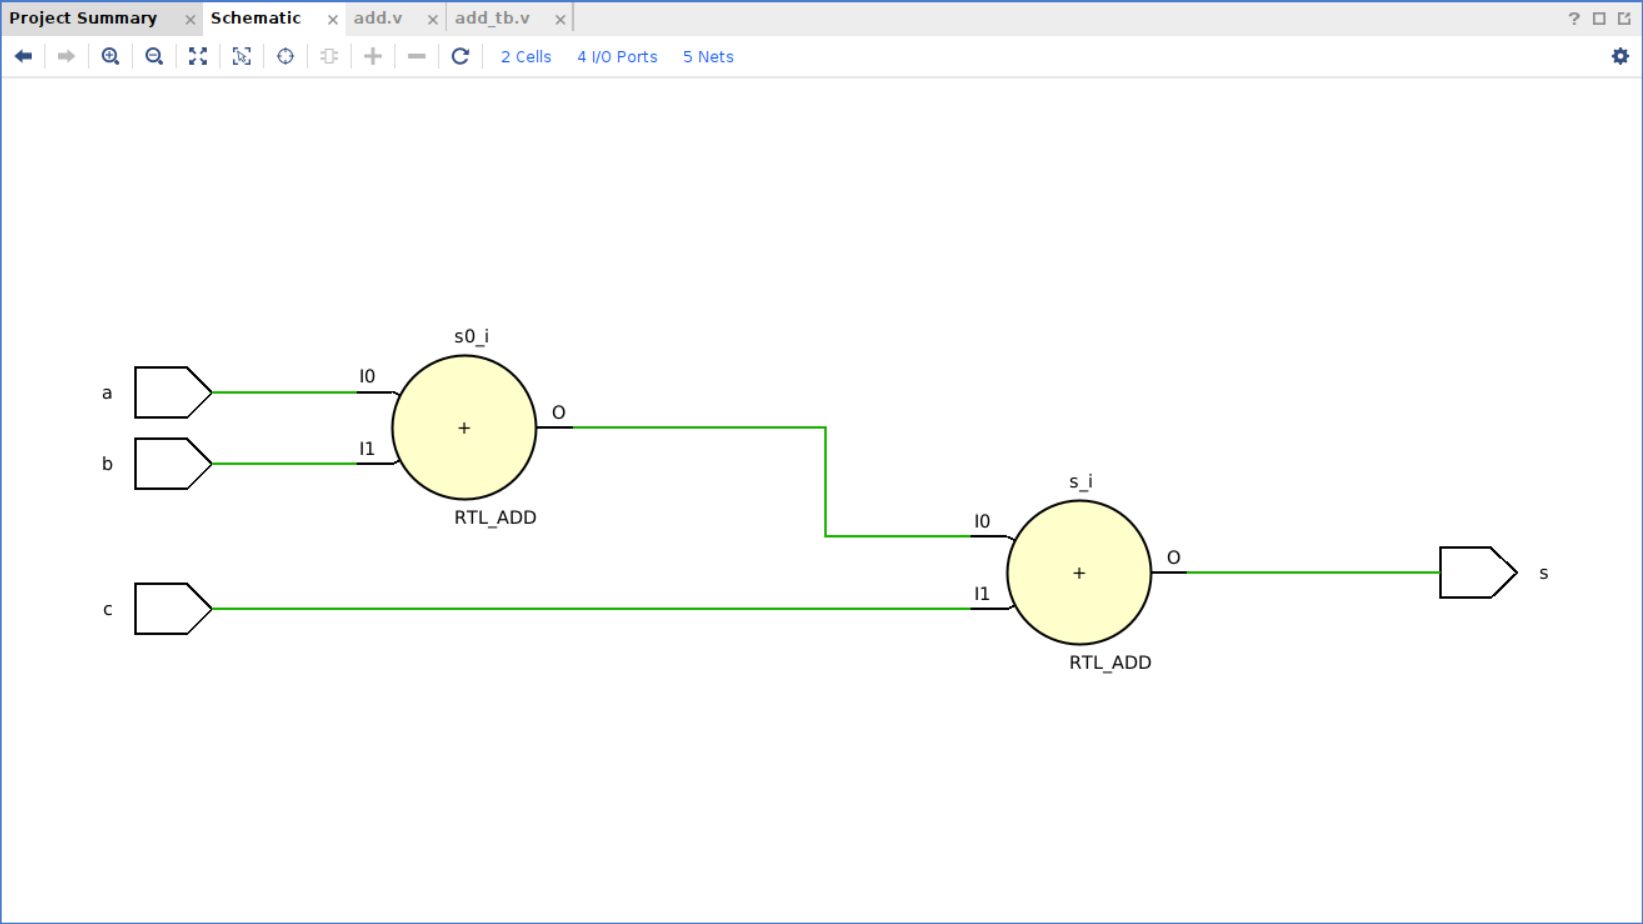 Project Summary × Schematic × add.v × add_tb.v × ?
2 Cells 4 I/O Ports 5 Nets
s0_i
a I0
O
+
b I1
RTL_ADD
s_i
I0
O
+ s
c I1
RTL_ADD